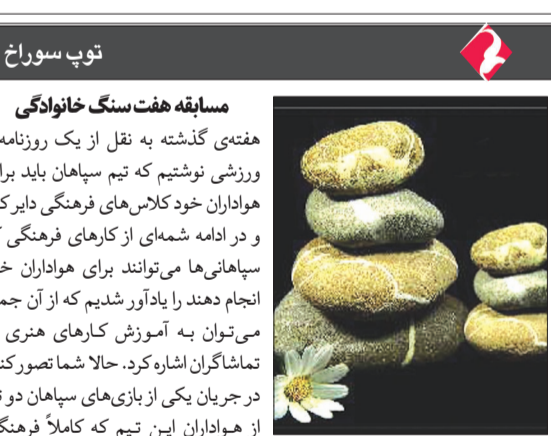 توپ سوراخ
مسابقه هفت سنگ خانوادگی
هفته‌ی گذشته به نقل از یک روزنامه
ورزشی نوشتیم که تیم سپاهان باید برا
هواداران خود کلاس‌های فرهنگی دایر ک
و در ادامه شمه‌ای از کارهای فرهنگی
سپاهانی‌ها می‌توانند برای هواداران خ
انجام دهند را یادآور شدیم که از آن جم
می‌توان به آموزش کارهای هنری
تماشاگران اشاره کرد. حالا شما تصور کن
در جریان یکی از بازی‌های سپاهان دو
از هواداران این تیم که کاملاً فرهنگ